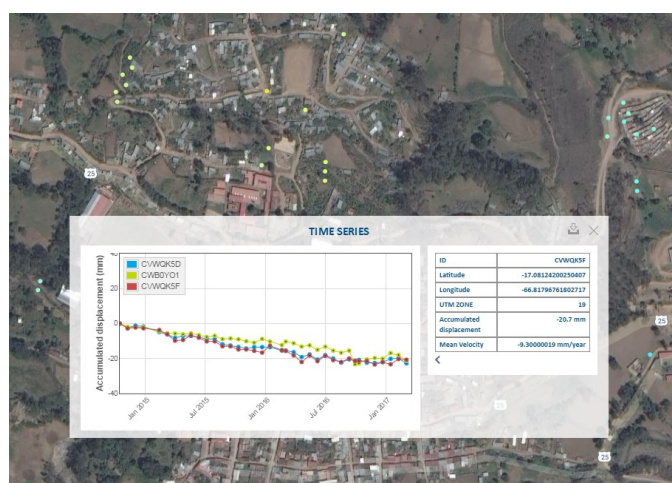 25
TIME SERIES
ID CVWQK5F
Latitude -17.08124200250407
Longitude -66.81796761802717
UTM ZONE 19
Accumulated displacement -20.7 mm
Mean Velocity -9.30000019 mm/year
Accumulated displacement (mm)
40
20
0
-20
-40
CVWQK5D
CWB0YO1
CVWQK5F
Jan 2015
Jul 2015
Jan 2016
Jul 2016
Jan 2017
25
25
25